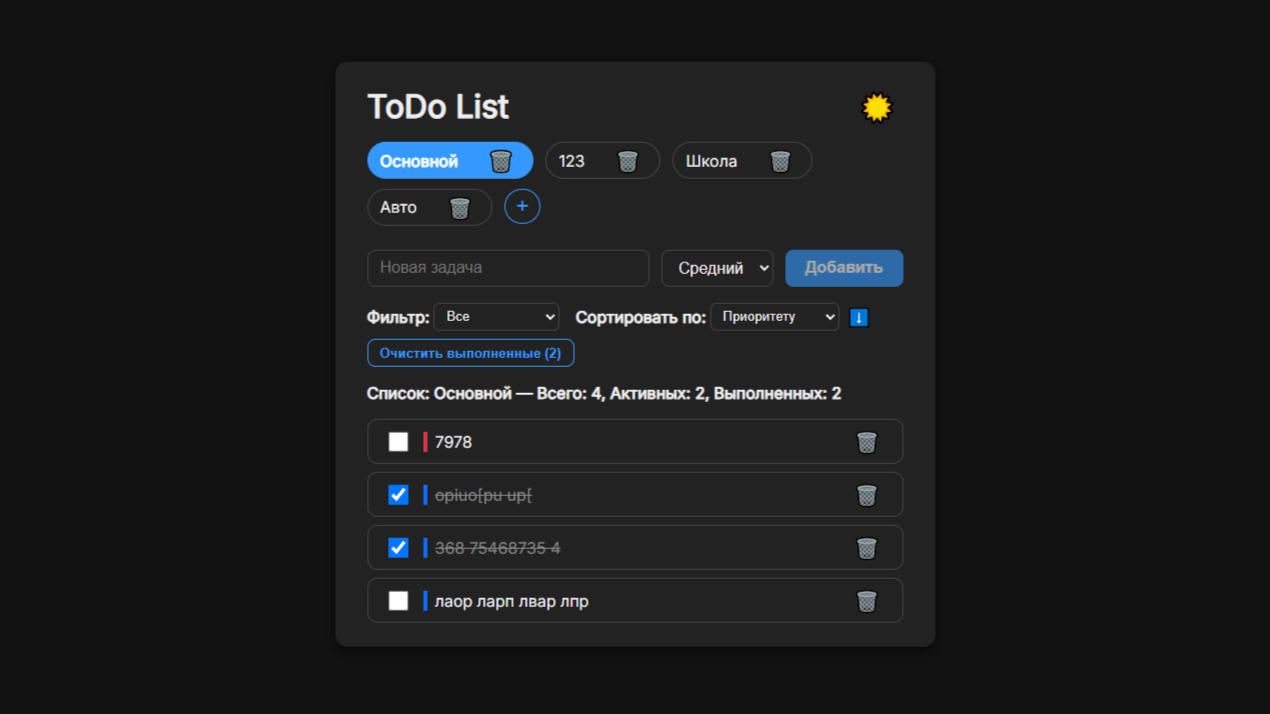 ToDo List
Основной 123 Школа
Авто +
Новая задача Средний Добавить
Фильтр: Все Сортировать по: Приоритету ↓
Очистить выполненные (2)
Список: Основной — Всего: 4, Активных: 2, Выполненных: 2
7978
opiuo[pu up[
368 75468735 4
лаор ларп лвар лпр